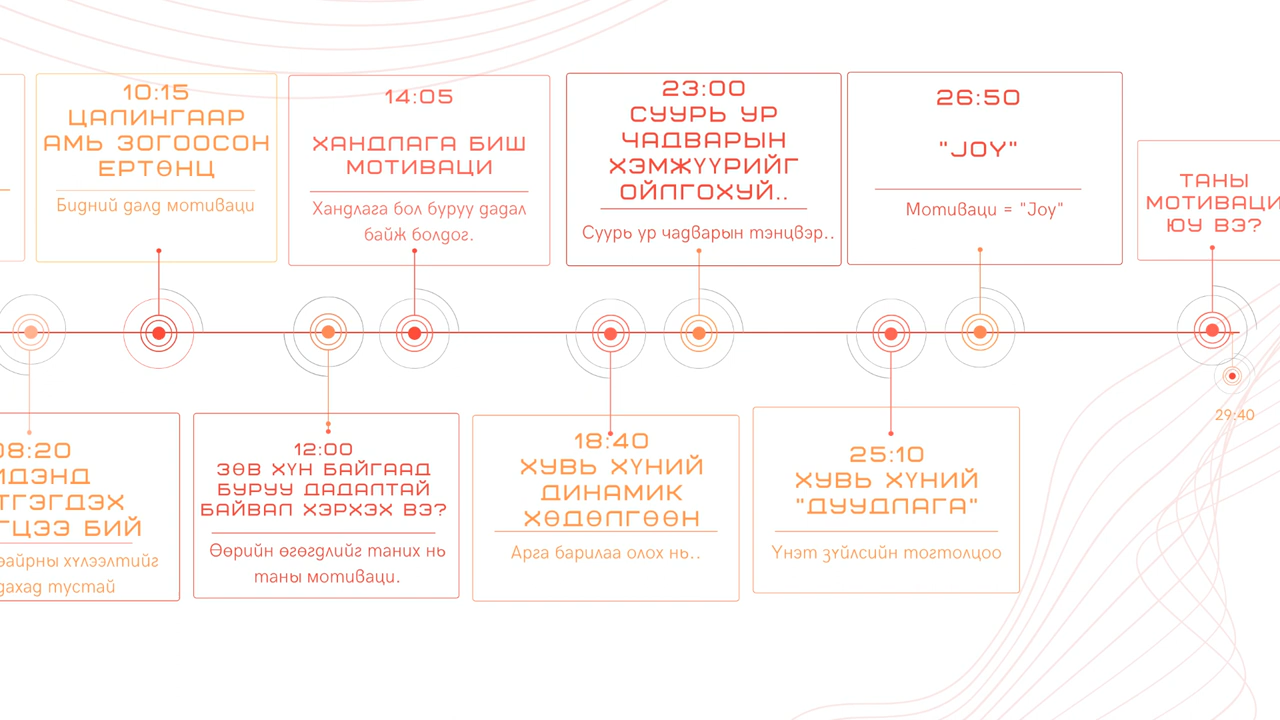 10:15
ЦАЛИНГААР
АМЬ ЗОГООСОН
ЕРТӨНЦ
Бидний далд мотиваци
14:05
ХАНДЛАГА БИШ
МОТИВАЦИ
Хандлага бол буруу дадал
байж болдог.
23:00
СУУРЬ УР
ЧАДВАРЫН
ХЭМЖҮҮРИЙГ
ОЙЛГОХУЙ..
Суурь ур чадварын тэнцвэр..
26:50
"JOY"
Мотиваци = "Joy"
ТАНЫ
МОТИВАЦИ
ЮУ ВЭ?
29:40
08:20
БИЙ
хүлээлтийг
тустай
12:00
ЗӨВ ХҮН БАЙГААД
БУРУУ ДАДАЛТАЙ
БАЙВАЛ ХЭРХЭХ ВЭ?
Өөрийн өгөгдлийг таних нь
таны мотиваци.
18:40
ХУВЬ ХҮНИЙ
ДИНАМИК
ХӨДӨЛГӨӨН
Арга барилаа олох нь..
25:10
ХУВЬ ХҮНИЙ
"ДУУДЛАГА"
Үнэт зүйлсийн тогтолцоо